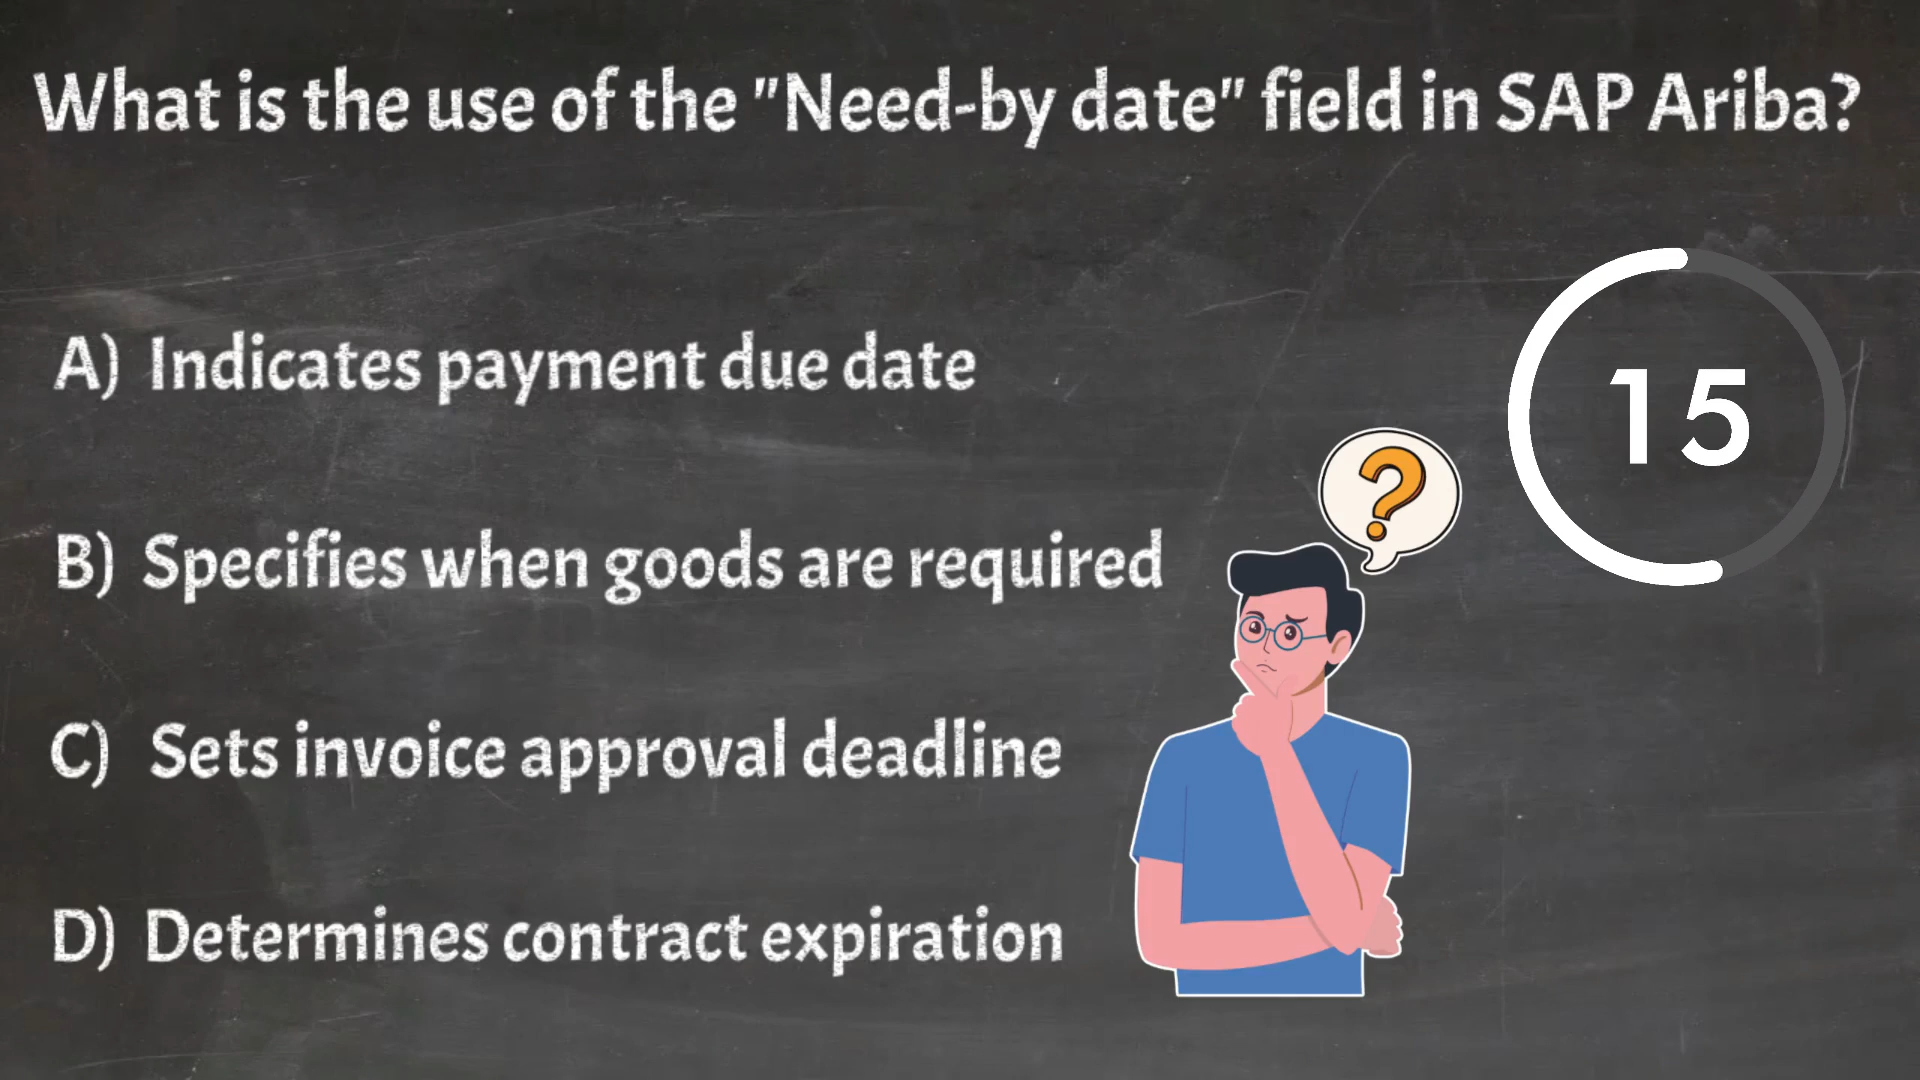 What is the use of the "Need-by date" field in SAP Ariba?
A) Indicates payment due date
15
?
B) Specifies when goods are required
C) Sets invoice approval deadline
D) Determines contract expiration